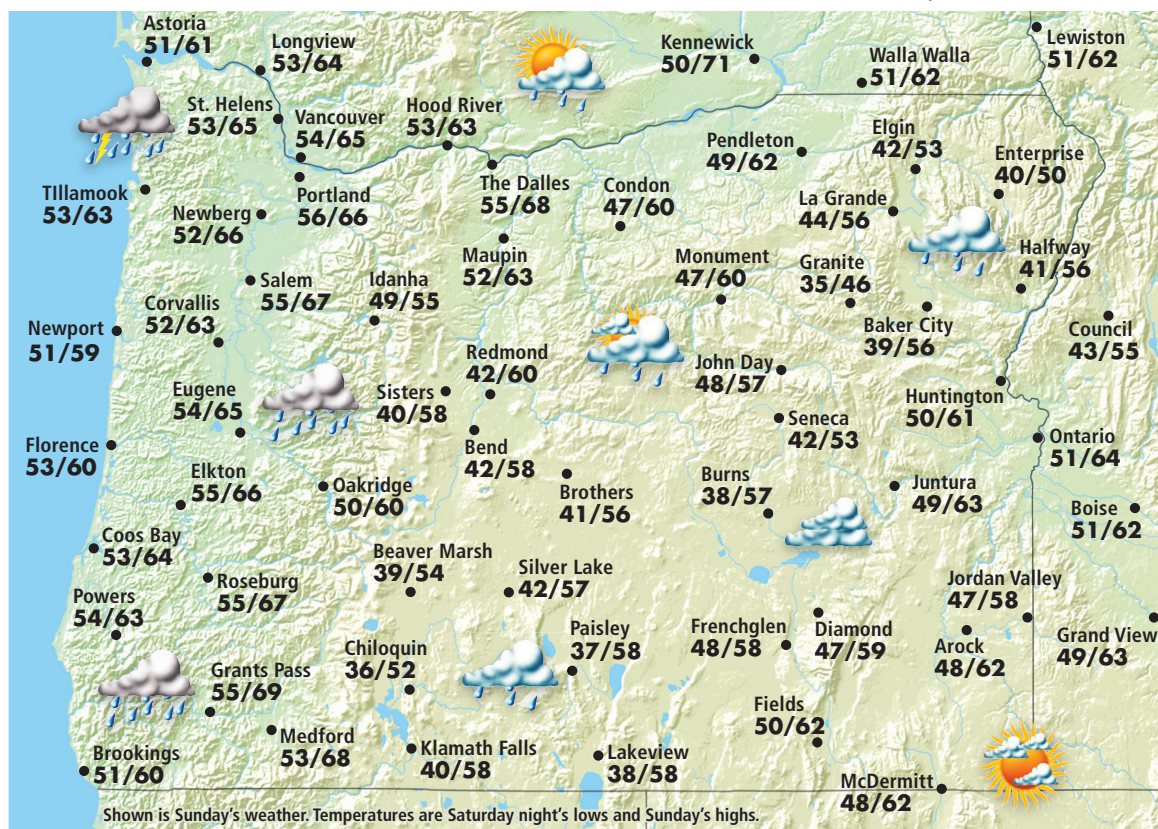 Astoria
51/61
Longview
53/64
Kennewick
50/71
Walla Walla
51/62
Lewiston
51/62
St. Helens
53/65
Vancouver
54/65
Hood River
53/63
Pendleton
49/62
Elgin
42/53
Enterprise
40/50
TIllamook
53/63
Portland
56/66
Newberg
52/66
The Dalles
55/68
Condon
47/60
La Grande
44/56
Maupin
52/63
Monument
47/60
Granite
35/46
Halfway
41/56
Salem
55/67
Idanha
49/55
Corvallis
52/63
Newport
51/59
Baker City
39/56
Council
43/55
Redmond
42/60
John Day
48/57
Eugene
54/65
Sisters
40/58
Huntington
50/61
Seneca
42/53
Florence
53/60
Bend
42/58
Ontario
51/64
Elkton
55/66
Oakridge
50/60
Brothers
41/56
Burns
38/57
Juntura
49/63
Boise
51/62
Coos Bay
53/64
Beaver Marsh
39/54
Silver Lake
42/57
Roseburg
55/67
Jordan Valley
47/58
Powers
54/63
Paisley
37/58
Frenchglen
48/58
Diamond
47/59
Arock
48/62
Grand View
49/63
Chiloquin
36/52
Grants Pass
55/69
Fields
50/62
Medford
53/68
Klamath Falls
40/58
Lakeview
38/58
Brookings
51/60
McDermitt
48/62
Shown is Sunday's weather. Temperatures are Saturday night's lows and Sunday's highs.